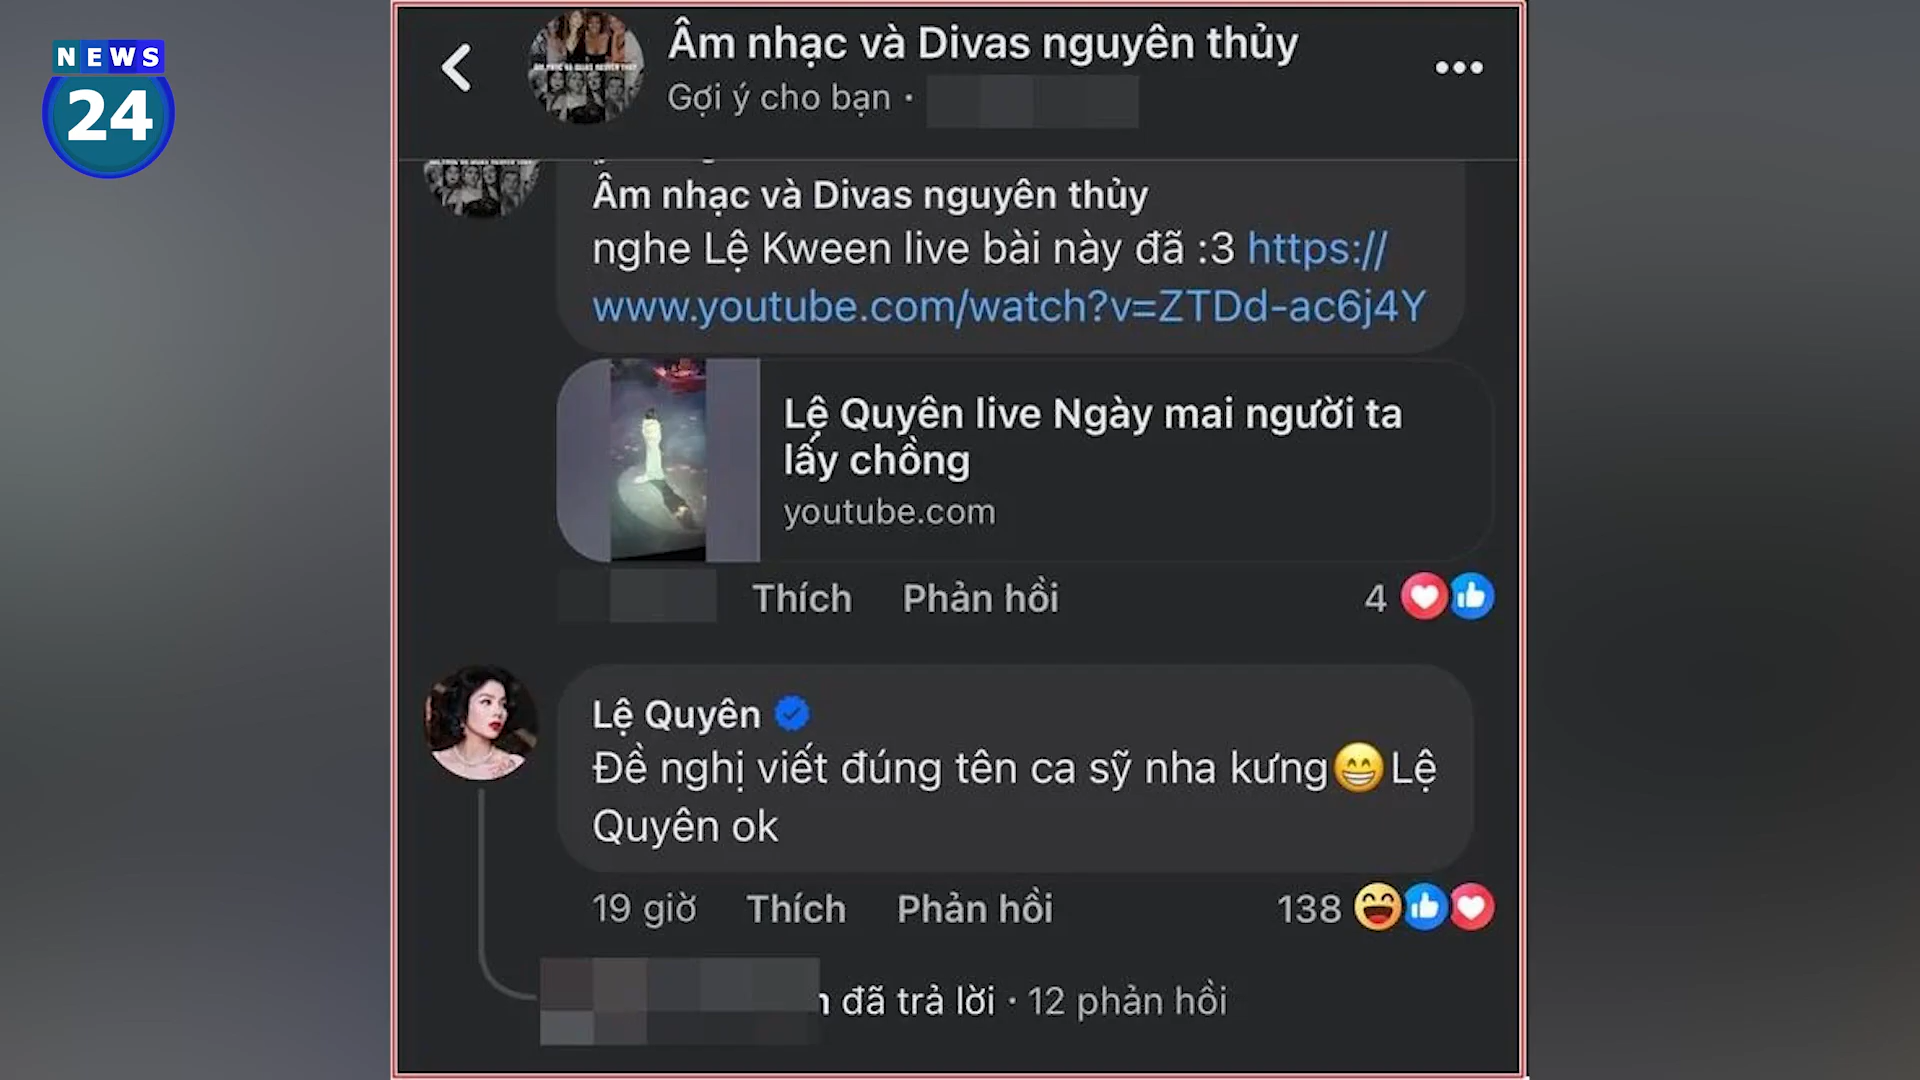 NEWS
24
Âm nhạc và Divas nguyên thủy
Gợi ý cho bạn ·
Âm nhạc và Divas nguyên thủy
nghe Lệ Kween live bài này đã :3 https://
www.youtube.com/watch?v=ZTDd-ac6j4Y
Lệ Quyên live Ngày mai người ta
lấy chồng
youtube.com
Thích Phản hồi 4
Lệ Quyên
Đề nghị viết đúng tên ca sỹ nha kưng😁Lệ
Quyên ok
19 giờ Thích Phản hồi 138
đã trả lời · 12 phản hồi